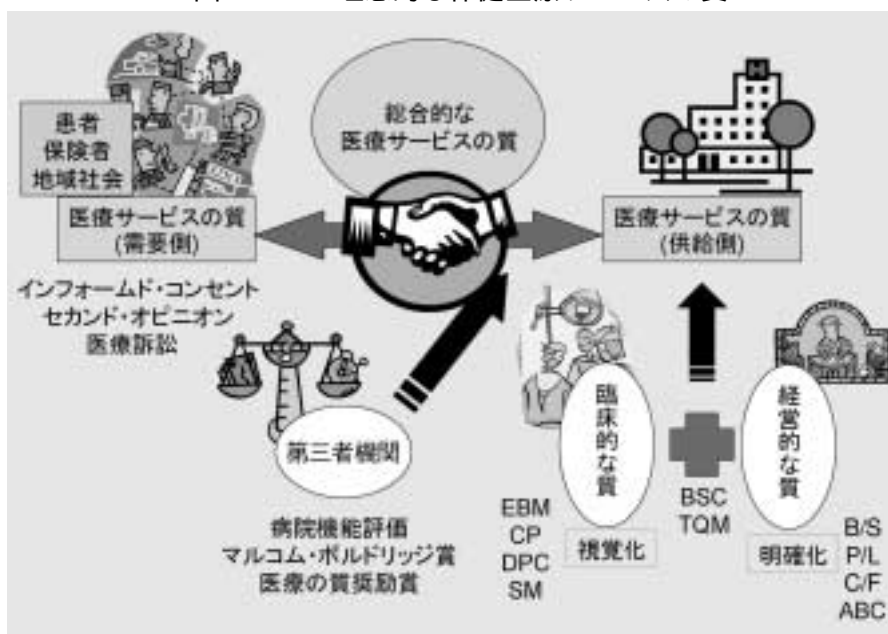 総合的な
医療サービスの質
患者
保険者
地域社会
医療サービスの質
(需要側)
医療サービスの質
(供給側)
H
インフォームド・コンセント
セカンド・オピニオン
医療訴訟
第三者機関
病院機能評価
マルコム・ボルドリッジ賞
医療の質奨励賞
臨床的な質
経営的な質
EBM
CP
DPC
SM
視覚化
BSC
TQM
明確化
B/S
P/L
C/F
ABC